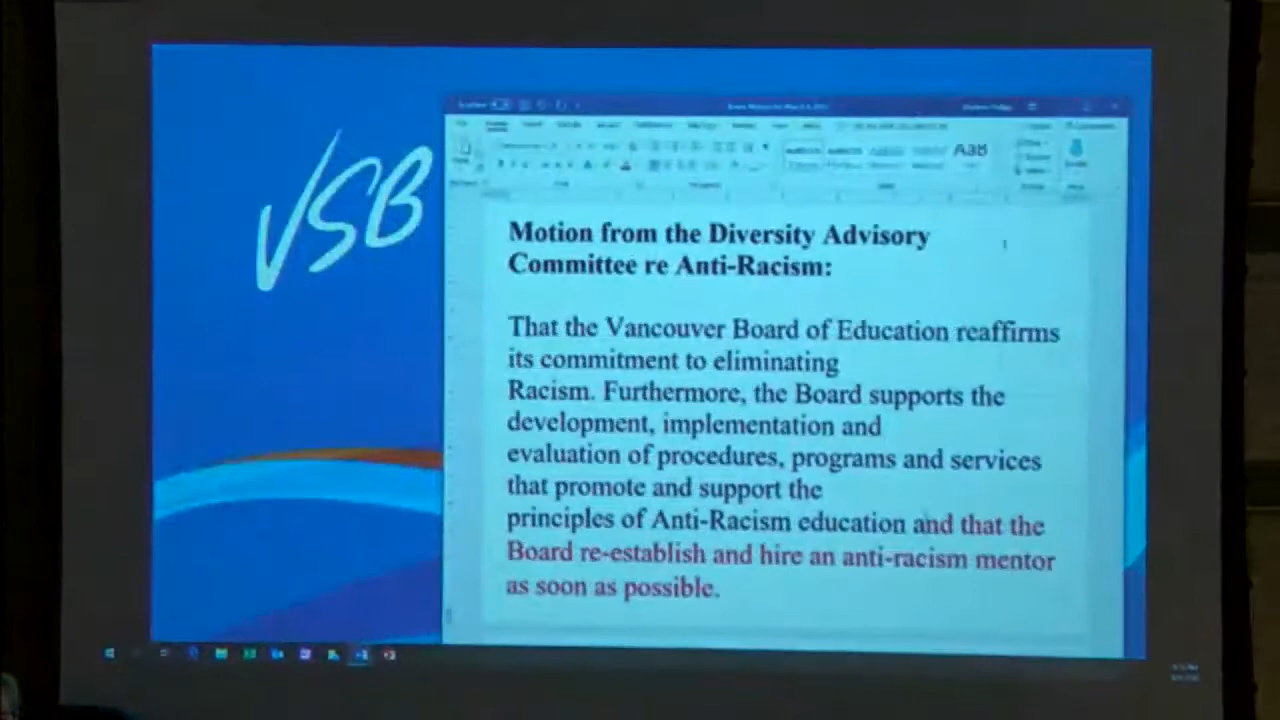 VSB
Motion from the Diversity Advisory
Committee re Anti-Racism:
That the Vancouver Board of Education reaffirms
its commitment to eliminating
Racism. Furthermore, the Board supports the
development, implementation and
evaluation of procedures, programs and services
that promote and support the
principles of Anti-Racism education and that the
Board re-establish and hire an anti-racism mentor
as soon as possible.